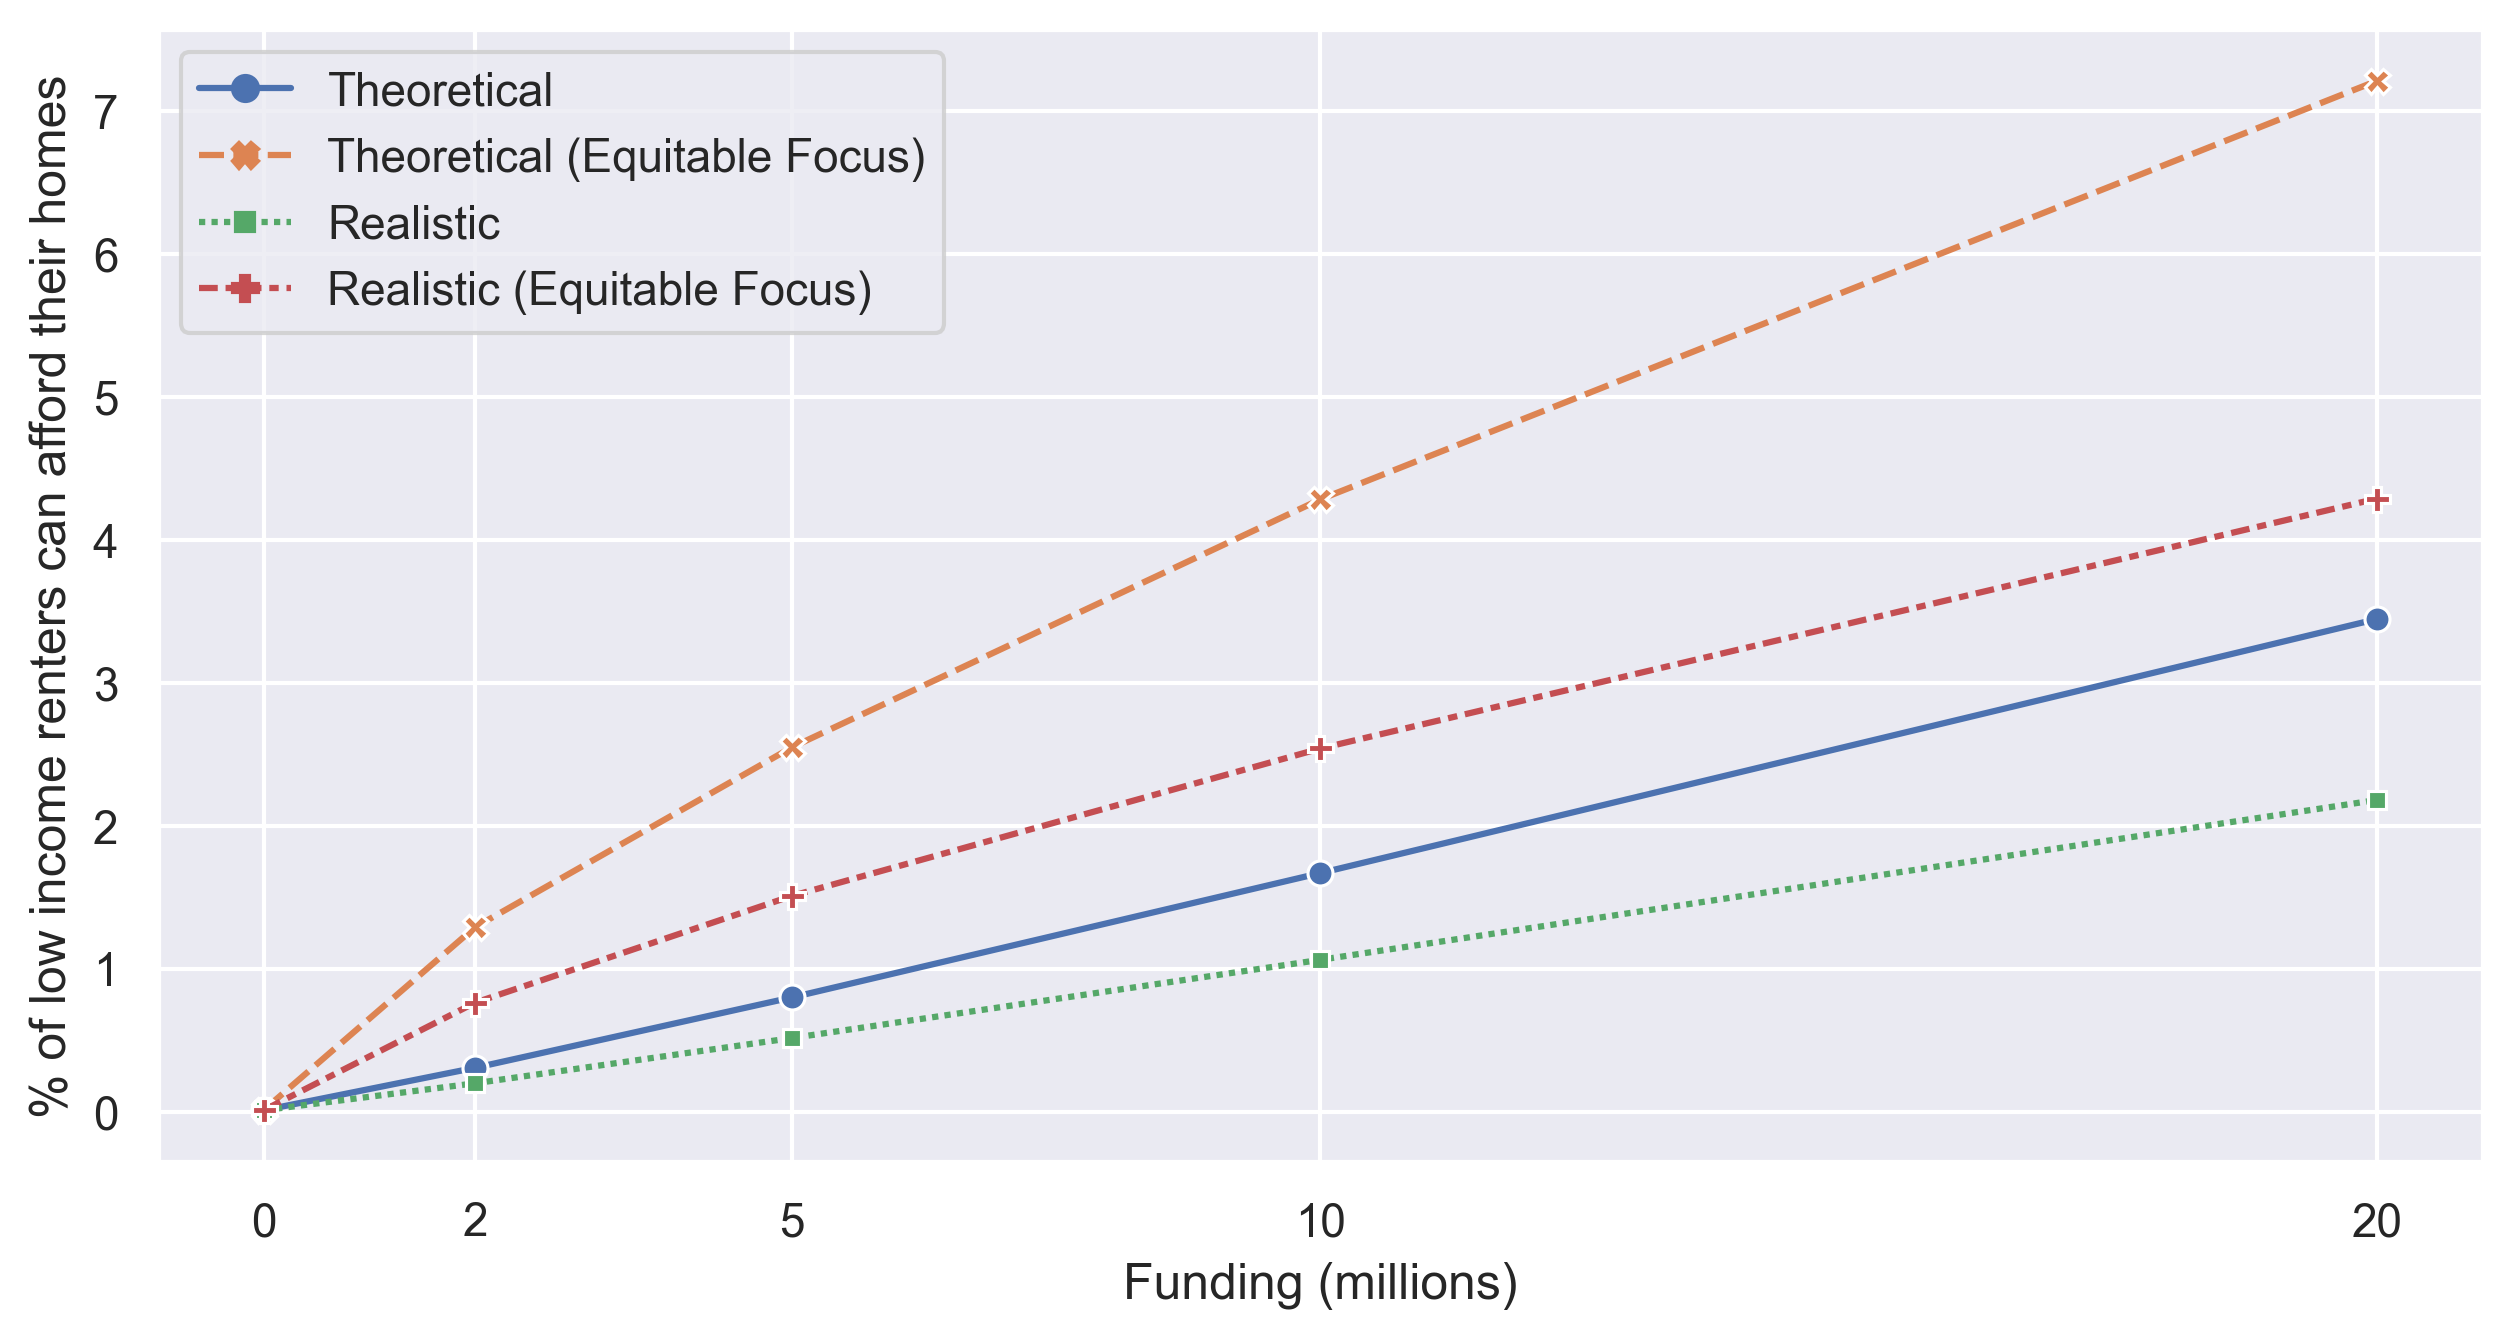 % of low income renters can afford their homes
7
6
5
4
3
2
1
0
Theoretical
Theoretical (Equitable Focus)
Realistic
Realistic (Equitable Focus)
0 2 5 10 20
Funding (millions)